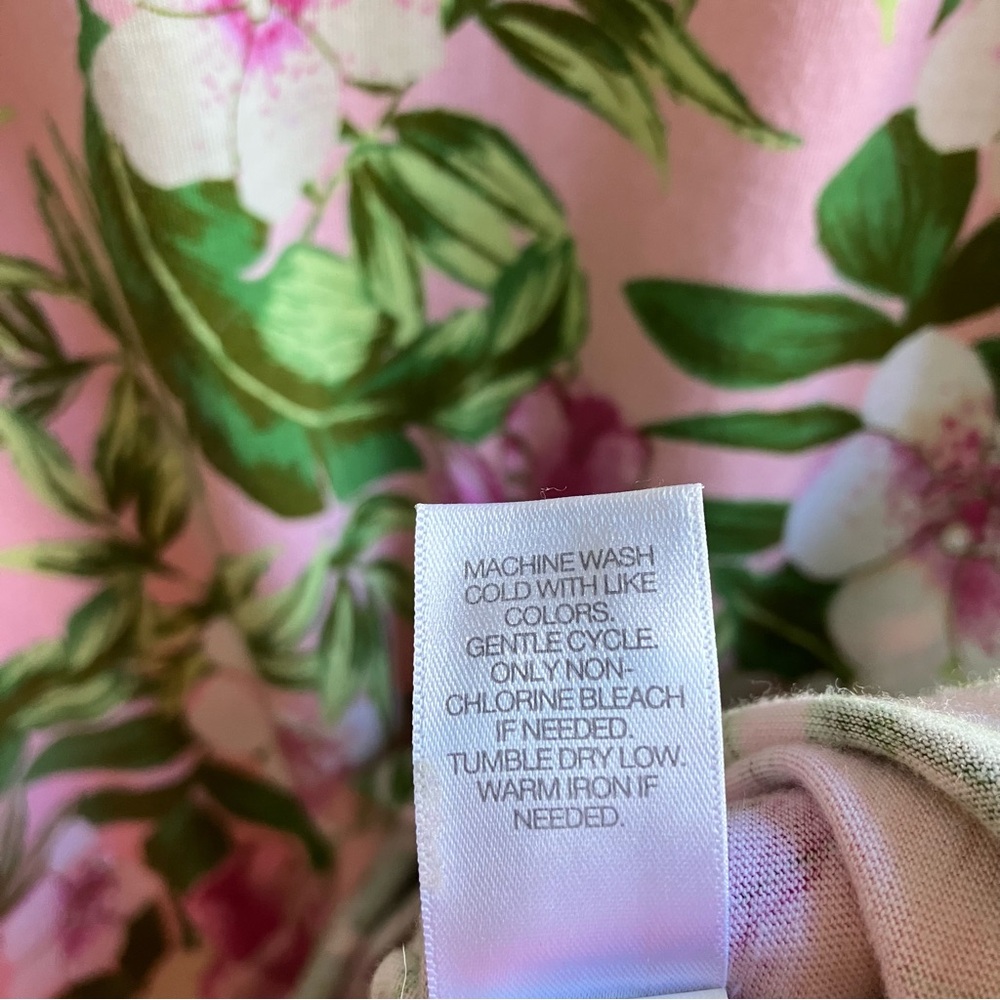 MACHINE WASH
COLD WITH LIKE
COLORS.
GENTLE CYCLE.
ONLY NON-
CHLORINE BLEACH
IF NEEDED.
TUMBLE DRY LOW.
WARM IRON IF
NEEDED.